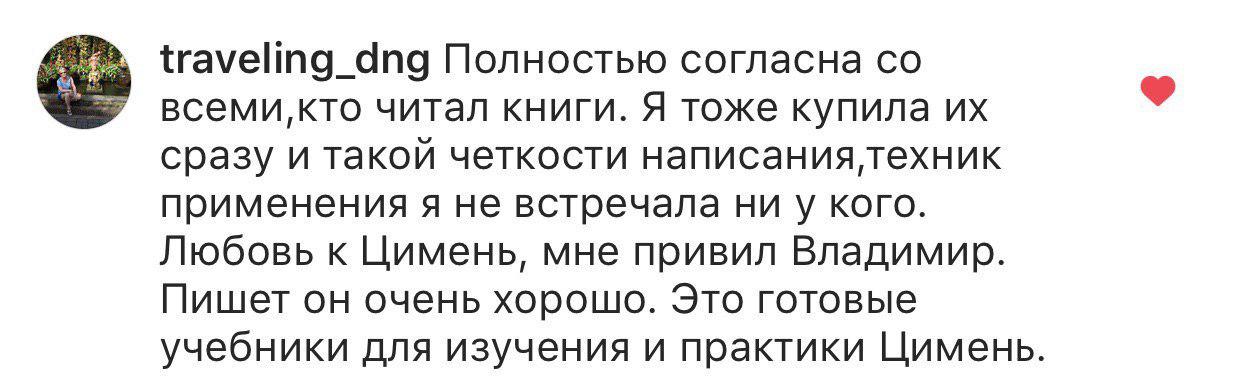 traveling_dng Полностью согласна со
всеми,кто читал книги. Я тоже купила их
сразу и такой четкости написания,техник
применения я не встречала ни у кого.
Любовь к Цимень, мне привил Владимир.
Пишет он очень хорошо. Это готовые
учебники для изучения и практики Цимень.